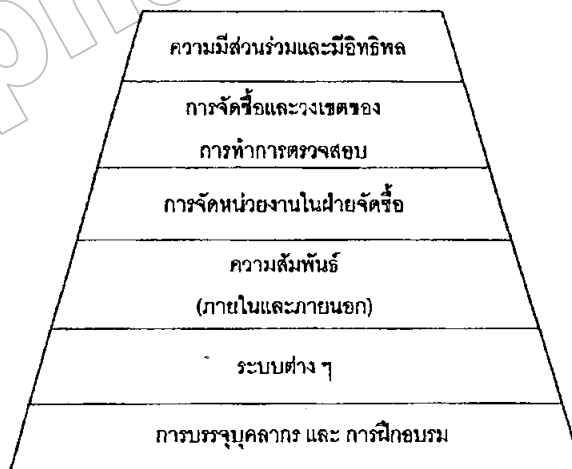 ความมีส่วนร่วมและมีอิทธิพล
การจัดซื้อและวงเขตของ
การทำการตรวจสอบ
การจัดหน่วยงานในฝ่ายจัดซื้อ
ความสัมพันธ์
(ภายในและภายนอก)
ระบบต่าง ๆ
การบรรจุบุคลากร และ การฝึกอบรม